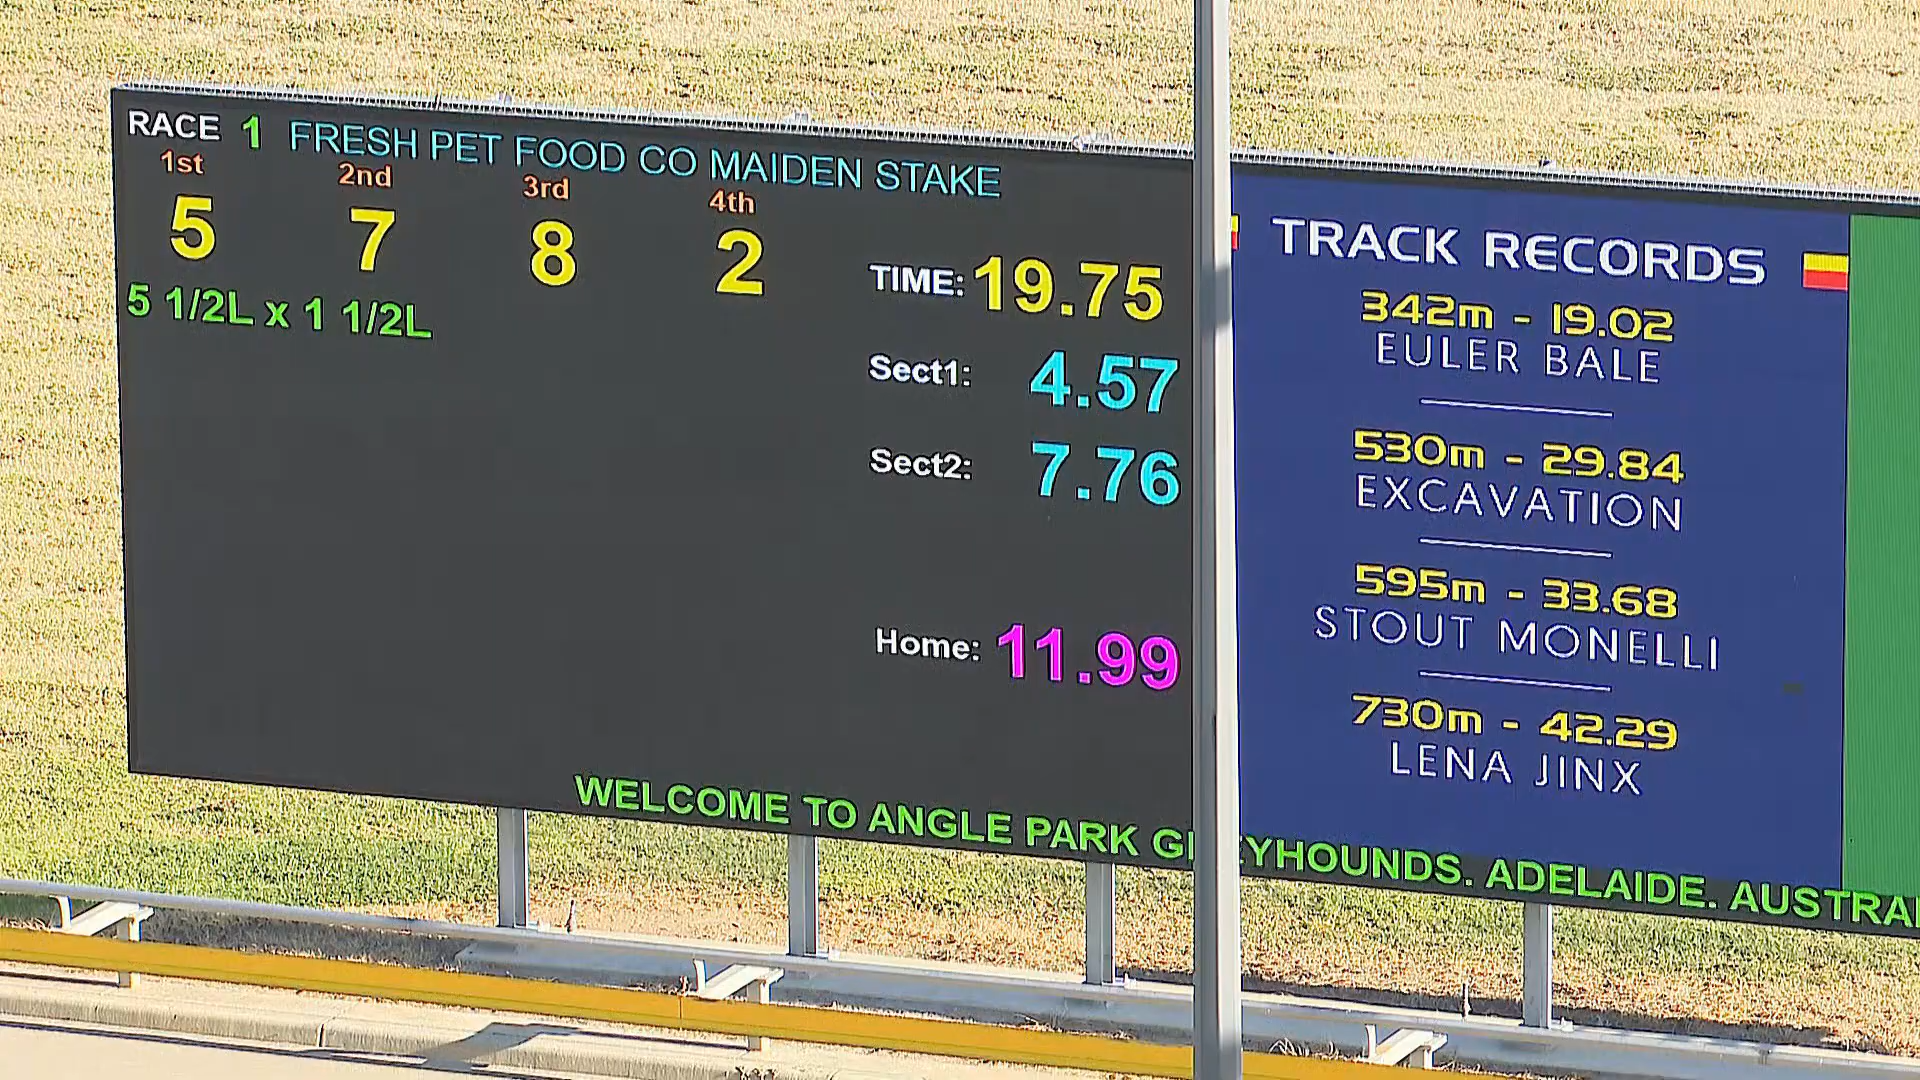 RACE 1 FRESH PET FOOD CO MAIDEN STAKE
1st 2nd 3rd 4th
5 7 8 2
5 1/2L x 1 1/2L
TIME: 19.75
Sect1: 4.57
Sect2: 7.76
Home: 11.99
TRACK RECORDS
342m - 19.02
EULER BALE
530m - 29.84
EXCAVATION
595m - 33.68
STOUT MONELLI
730m - 42.29
LENA JINX
WELCOME TO ANGLE PARK GREYHOUNDS. ADELAIDE. AUSTRA